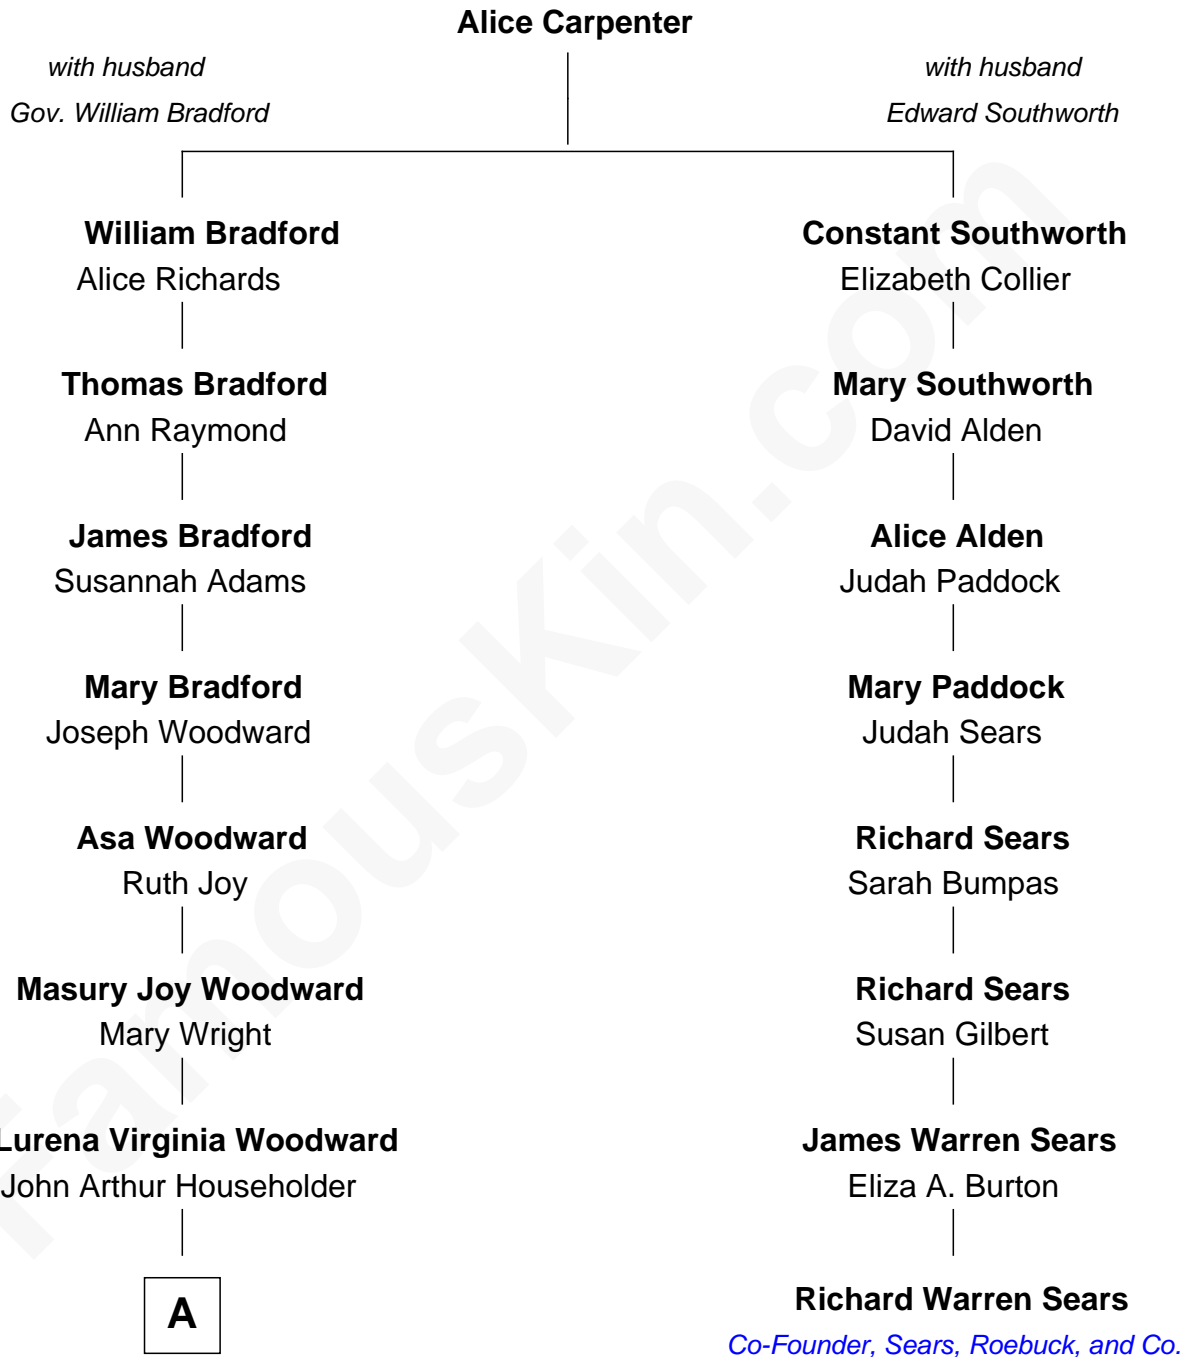 Alice Carpenter
with husband
Gov. William Bradford
with husband
Edward Southworth
William Bradford
Alice Richards
Constant Southworth
Elizabeth Collier
Thomas Bradford
Ann Raymond
Mary Southworth
David Alden
James Bradford
Susannah Adams
Alice Alden
Judah Paddock
Mary Bradford
Joseph Woodward
Mary Paddock
Judah Sears
Asa Woodward
Ruth Joy
Richard Sears
Sarah Bumpas
Masury Joy Woodward
Mary Wright
Richard Sears
Susan Gilbert
Lurena Virginia Woodward
John Arthur Householder
James Warren Sears
Eliza A. Burton
A
Richard Warren Sears
Co-Founder, Sears, Roebuck, and Co.
FamousKin.com